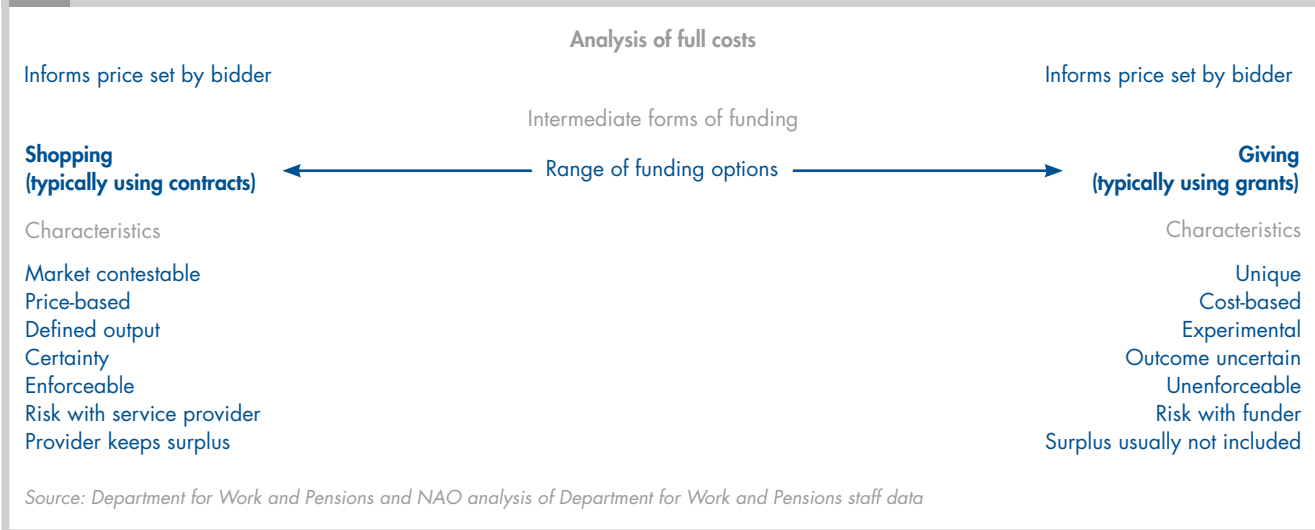 Analysis of full costs
Informs price set by bidder
Informs price set by bidder
Intermediate forms of funding
Shopping
(typically using contracts)
Range of funding options
Giving
(typically using grants)
Characteristics
Market contestable
Price-based
Defined output
Certainty
Enforceable
Risk with service provider
Provider keeps surplus
Characteristics
Unique
Cost-based
Experimental
Outcome uncertain
Unenforceable
Risk with funder
Surplus usually not included
Source: Department for Work and Pensions and NAO analysis of Department for Work and Pensions staff data